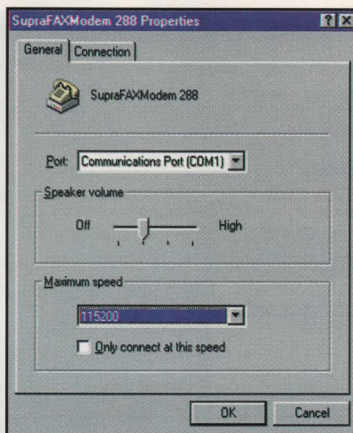 SupraFAXModem 288 Properties
General Connection
SupraFAXModem 288
Port: Communications Port (COM1)
Speaker volume
Off High
Maximum speed
115200
Only connect at this speed
OK Cancel